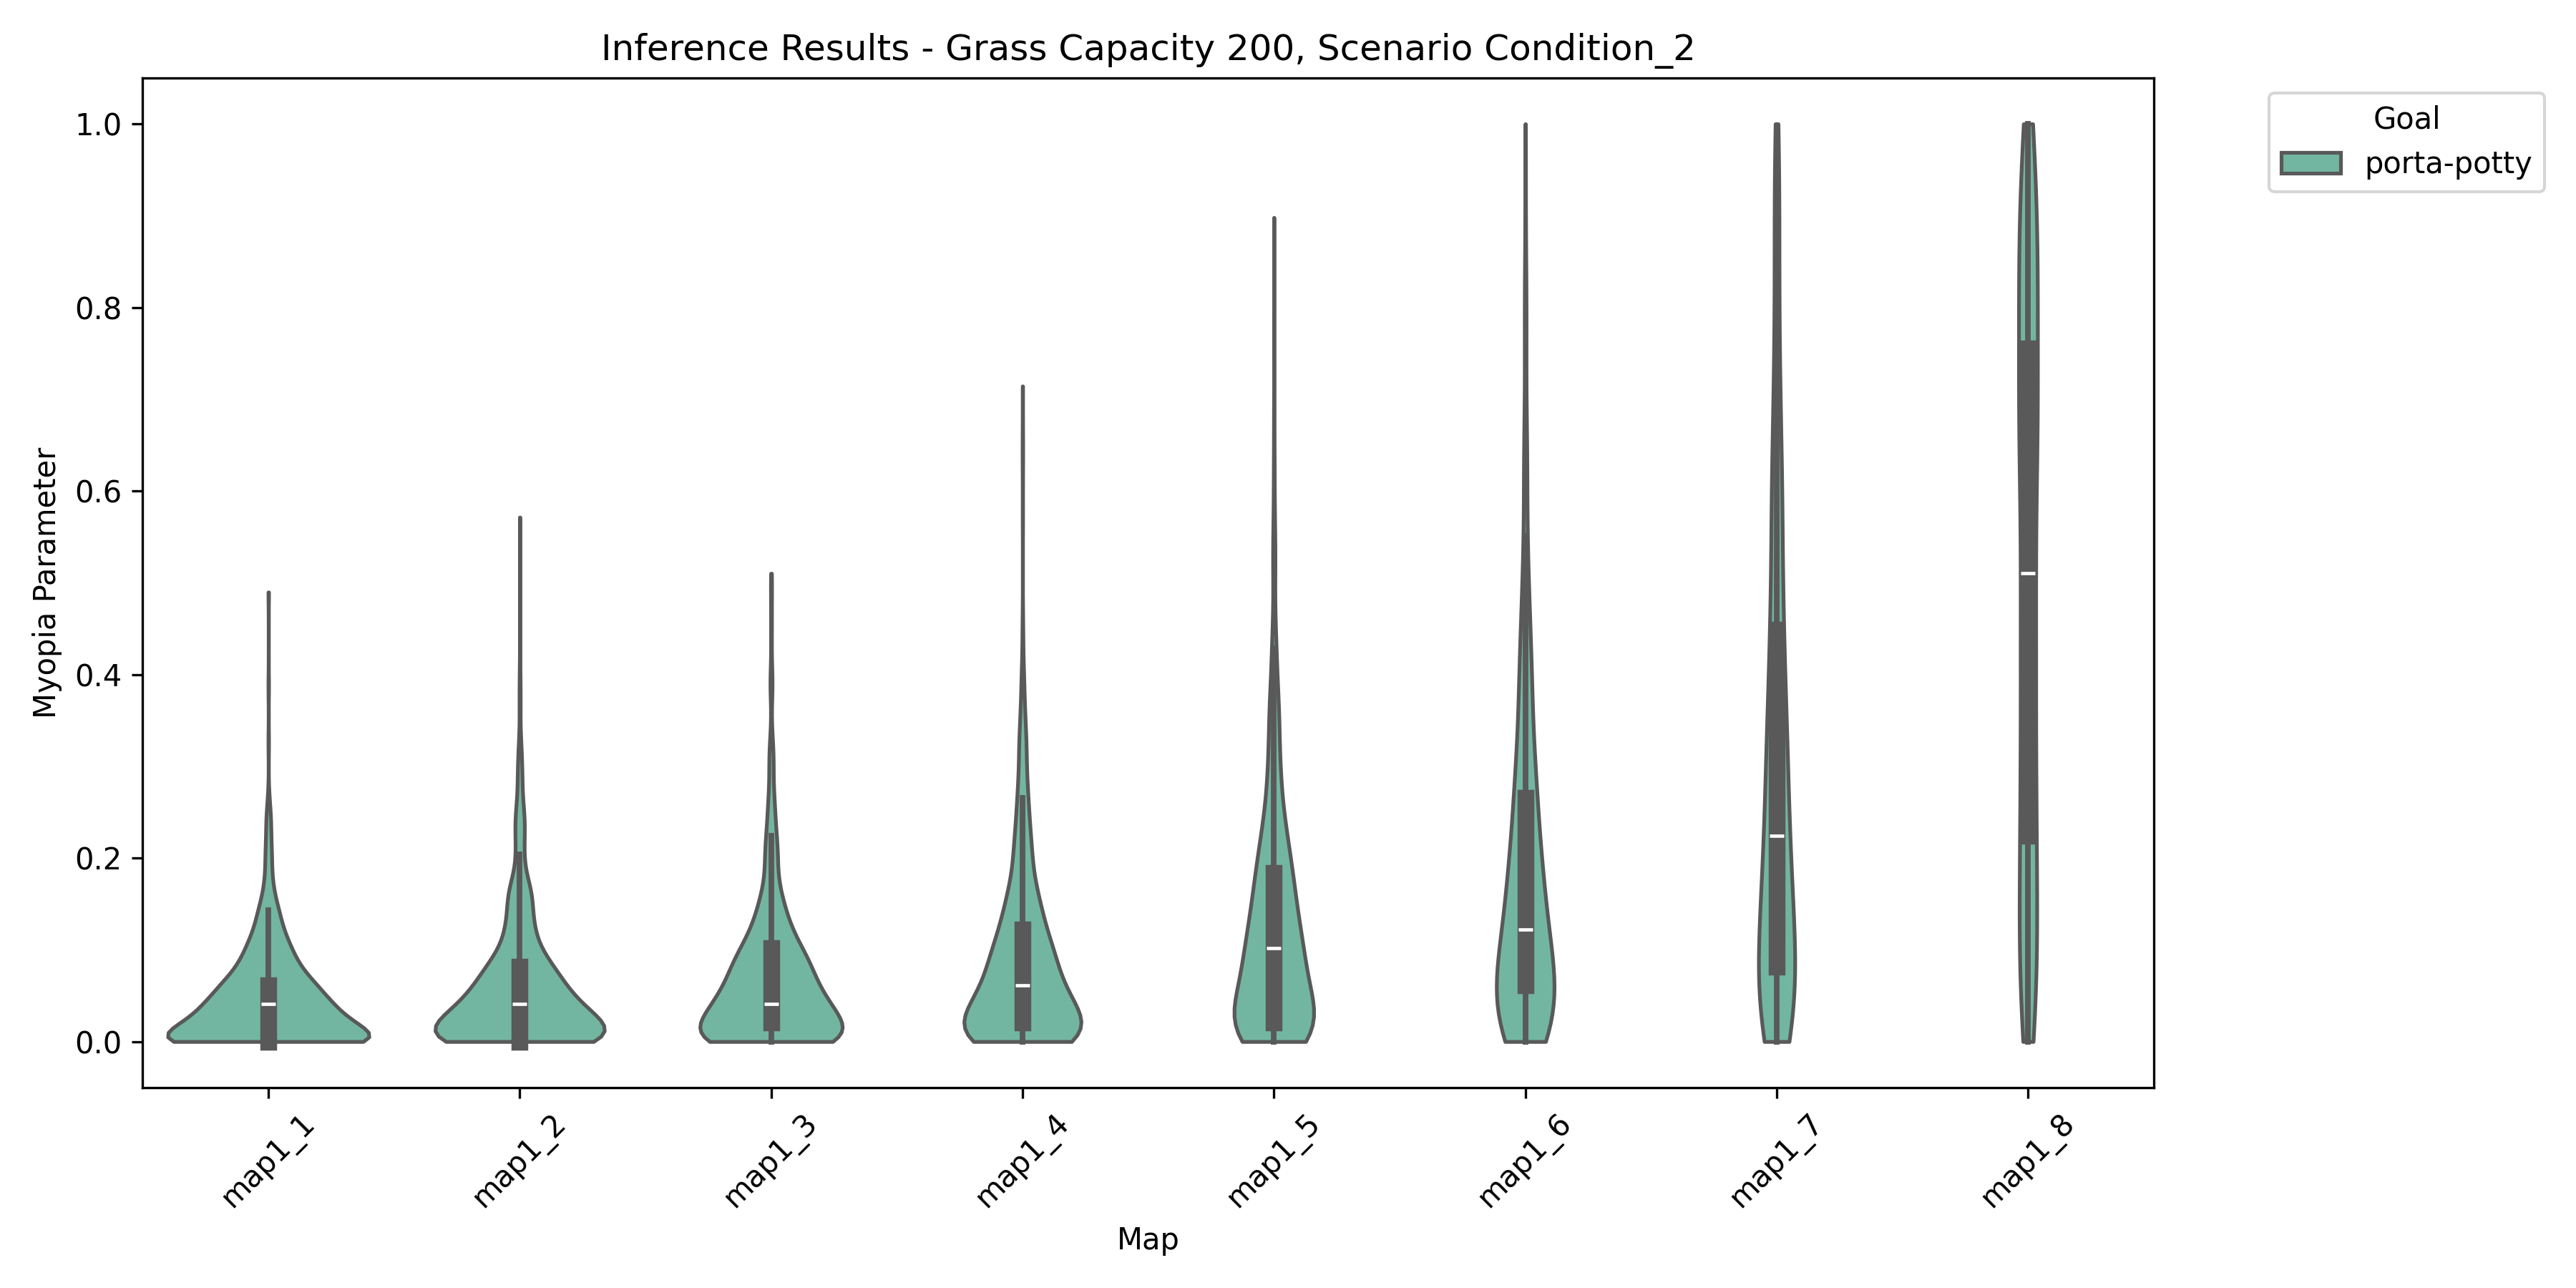 Inference Results - Grass Capacity 200, Scenario Condition_2
Goal
porta-potty
Myopia Parameter
1.0
0.8
0.6
0.4
0.2
0.0
map1_1
map1_2
map1_3
map1_4
map1_5
map1_6
map1_7
map1_8
Map